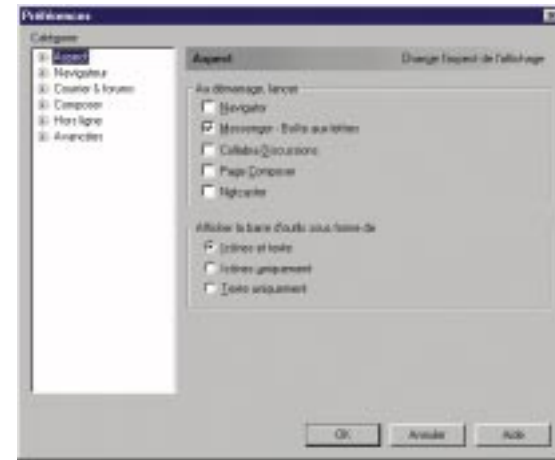 Préférences
Catégorie
Aspect
Navigateur
Courrier & forums
Composer
Hors ligne
Avancées
Aspect
Change l'aspect de l'affichage
Au démarrage, lancer
Navigator
Messenger - Boîte aux lettres
Collabra Discussions
Page Composer
Netcaster
Afficher la barre d'outils sous forme de
Icônes et texte
Icônes uniquement
Texte uniquement
OK
Annuler
Aide